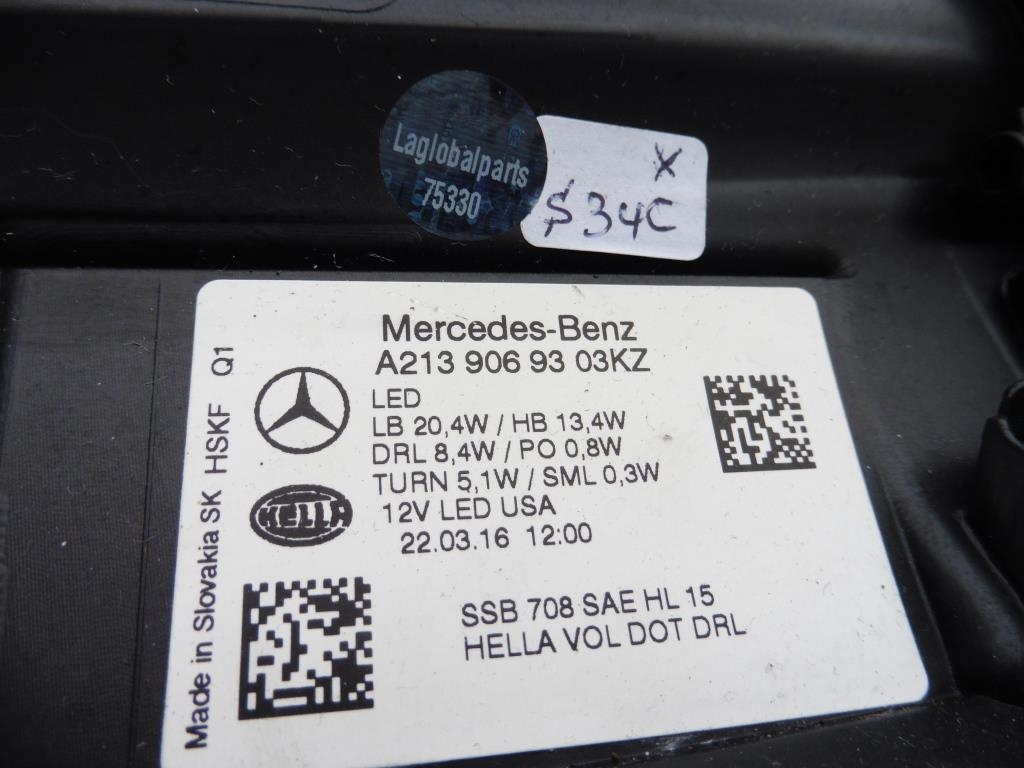 Laglobalparts
75330
X
$34C
Mercedes-Benz
A213 906 93 03KZ
LED
LB 20,4W / HB 13,4W
DRL 8,4W / PO 0,8W
TURN 5,1W / SML 0,3W
12V LED USA
22.03.16 12:00
HELLA
SSB 708 SAE HL 15
HELLA VOL DOT DRL
Made in Slovakia SK HSKF Q1